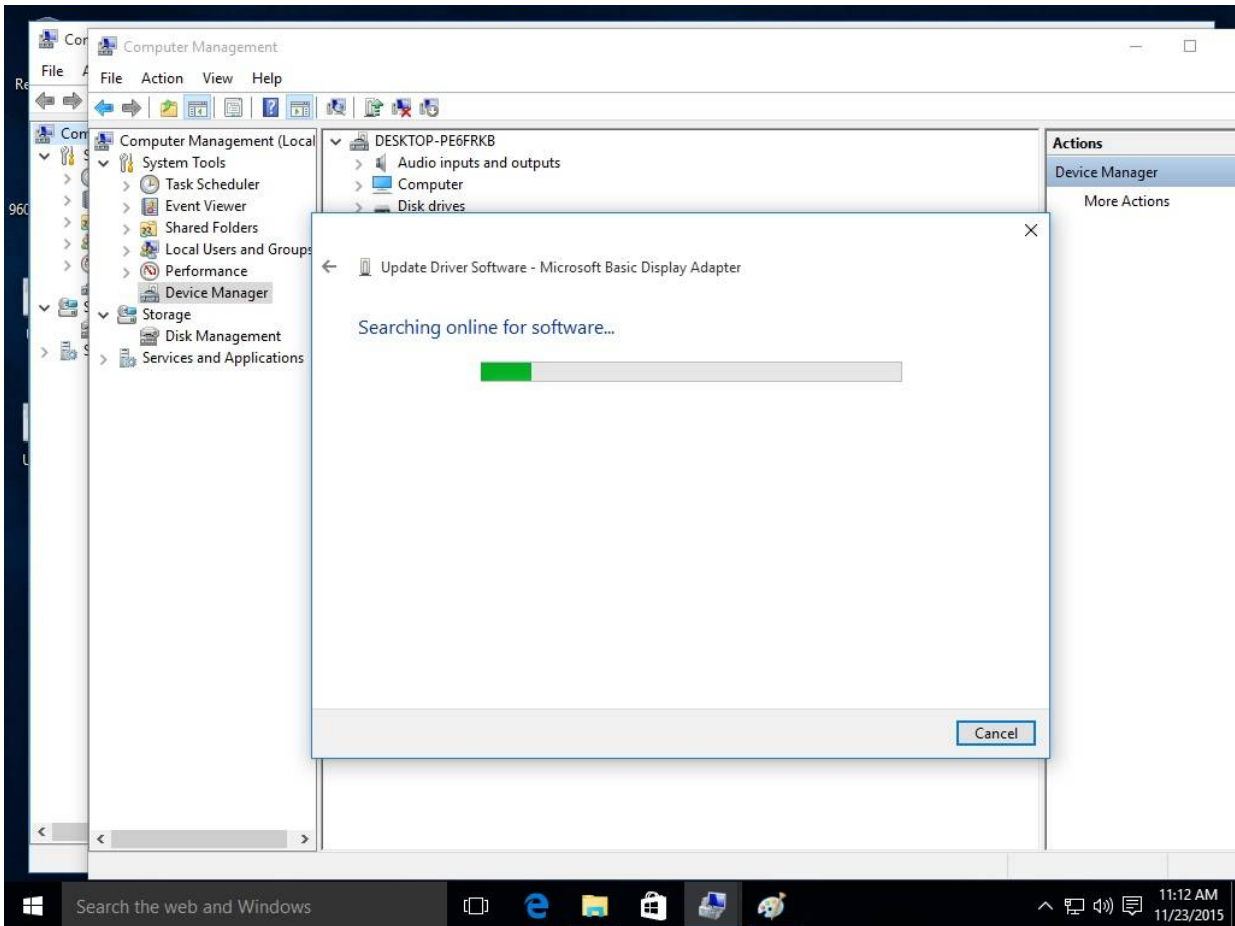 Computer Management
File Action View Help
Computer Management (Local
System Tools
Task Scheduler
Event Viewer
Shared Folders
Local Users and Groups
Performance
Device Manager
Storage
Disk Management
Services and Applications
DESKTOP-PE6FRKB
Audio inputs and outputs
Computer
Disk drives
Actions
Device Manager
More Actions
Update Driver Software - Microsoft Basic Display Adapter
Searching online for software...
Cancel
File
960
Search the web and Windows
11:12 AM
11/23/2015